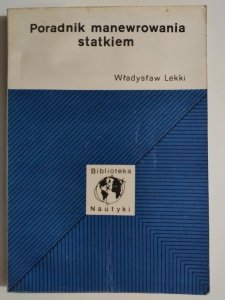 Poradnik manewrowania
statkiem
Władysław Lekki
Biblioteka
Nautyki